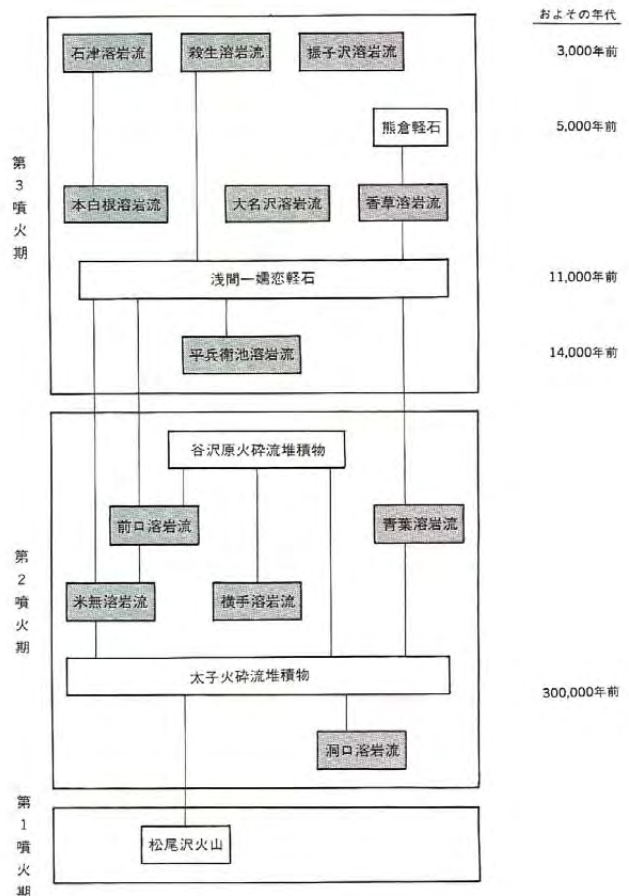 およその年代
石津溶岩流
殺生溶岩流
振子沢溶岩流
3,000年前
熊倉軽石
5,000年前
第3噴火期
本白根溶岩流
大名沢溶岩流
香草溶岩流
浅間一嬬恋軽石
11,000年前
平兵衛池溶岩流
14,000年前
谷沢原火砕流堆積物
前口溶岩流
青葉溶岩流
第2噴火期
米無溶岩流
横手溶岩流
太子火砕流堆積物
300,000年前
洞口溶岩流
第1噴火期
松尾沢火山